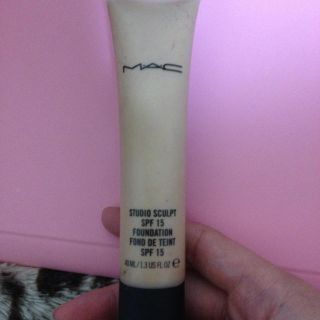 MAC
STUDIO SCULPT
SPF 15
FOUNDATION
FOND DE TEINT
SPF 15
40 ML / 1.3 US FL OZ ℮